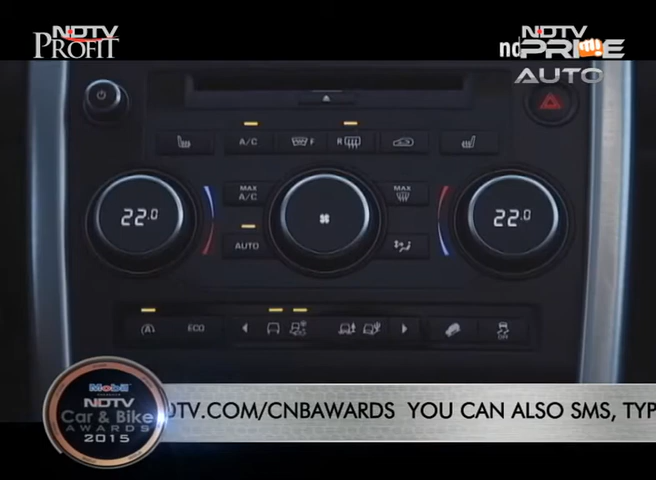 NDTV
PROFIT
nd
NDTV
PRIME
AUTO
A/C
F
R
MAX
A/C
MAX
22.0
22.0
AUTO
A
ECO
OFF
Mobil
NDTV
Car & Bike
AWARDS
2015
DTV.COM/CNBAWARDS YOU CAN ALSO SMS, TYP